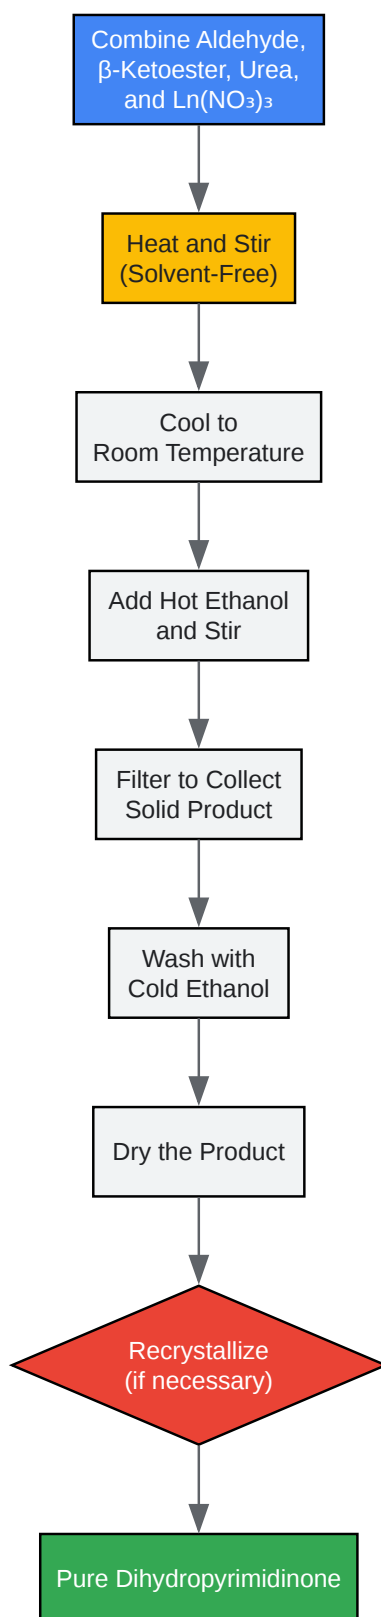 Combine Aldehyde,
β-Ketoester, Urea,
and Ln(NO₃)₃
Heat and Stir
(Solvent-Free)
Cool to
Room Temperature
Add Hot Ethanol
and Stir
Filter to Collect
Solid Product
Wash with
Cold Ethanol
Dry the Product
Recrystallize
(if necessary)
Pure Dihydropyrimidinone